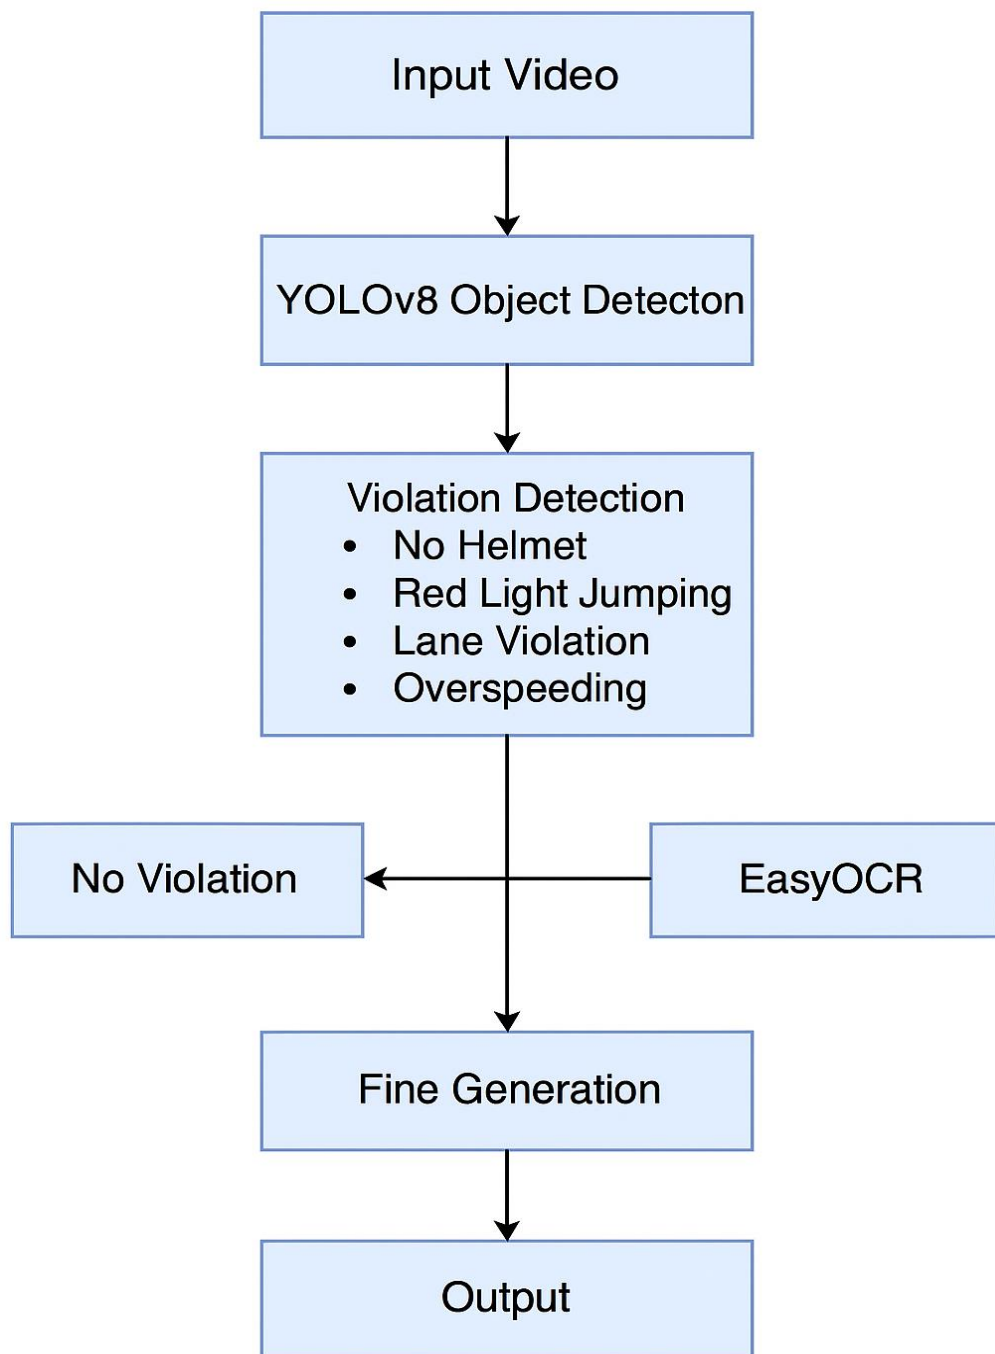 Input Video
YOLOv8 Object Detecton
Violation Detection
• No Helmet
• Red Light Jumping
• Lane Violation
• Overspeeding
No Violation
EasyOCR
Fine Generation
Output